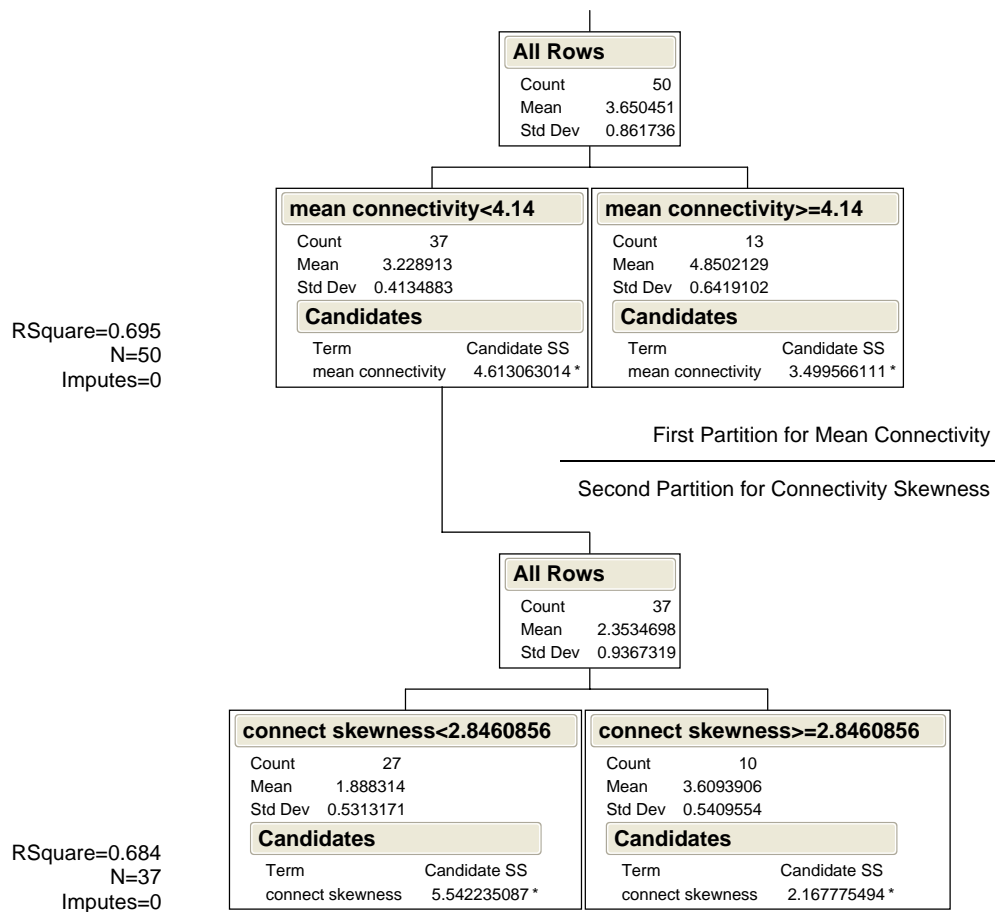 All Rows
Count 50
Mean 3.650451
Std Dev 0.861736
mean connectivity<4.14
Count 37
Mean 3.228913
Std Dev 0.4134883
Candidates
Term Candidate SS
mean connectivity 4.613063014 *
mean connectivity>=4.14
Count 13
Mean 4.8502129
Std Dev 0.6419102
Candidates
Term Candidate SS
mean connectivity 3.499566111 *
RSquare=0.695
N=50
Imputes=0
First Partition for Mean Connectivity
Second Partition for Connectivity Skewness
All Rows
Count 37
Mean 2.3534698
Std Dev 0.9367319
connect skewness<2.8460856
Count 27
Mean 1.888314
Std Dev 0.5313171
Candidates
Term Candidate SS
connect skewness 5.542235087 *
connect skewness>=2.8460856
Count 10
Mean 3.6093906
Std Dev 0.5409554
Candidates
Term Candidate SS
connect skewness 2.167775494 *
RSquare=0.684
N=37
Imputes=0